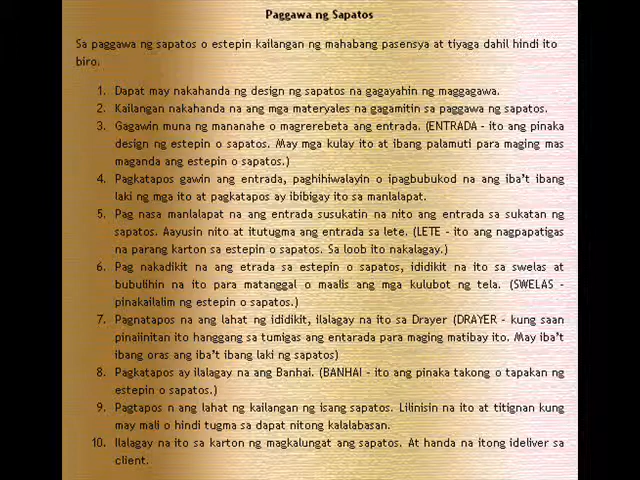 Paggawa ng Sapatos
Sa paggawa ng sapatos o estepin kailangan ng mahabang pasensya at tiyaga dahil hindi ito
biro.
1. Dapat may nakahanda ng design ng sapatos na gagayahin ng maggagawa.
2. Kailangan nakahanda na ang mga materyales na gagamitin sa paggawa ng sapatos.
3. Gagawin muna ng mananahe o magrerebeta ang entrada. (ENTRADA - ito ang pinaka
design ng estepin o sapatos. May mga kulay ito at ibang palamuti para maging mas
maganda ang estepin o sapatos.)
4. Pagkatapos gawin ang entrada, paghihiwalayin o ipagbubukod na ang iba't ibang
laki ng mga ito at pagkatapos ay ibibigay ito sa manlalapat.
5. Pag nasa manlalapat na ang entrada susukatin na nito ang entrada sa sukatan ng
sapatos. Aayusin nito at itutugma ang entrada sa lete. (LETE - ito ang nagpapatigas
na parang karton sa estepin o sapatos. Sa loob ito nakalagay.)
6. Pag nakadikit na ang etrada sa estepin o sapatos, ididikit na ito sa swelas at
bubulihin na ito para matanggal o maalis ang mga kulubot ng tela. (SWELAS -
pinakailalim ng estepin o sapatos.)
7. Pagnatapos na ang lahat ng ididikit, ilalagay na ito sa Drayer (DRAYER - kung saan
pinaiinitan ito hanggang sa tumigas ang entarada para maging matibay ito. May iba't
ibang oras ang iba't ibang laki ng sapatos)
8. Pagkatapos ay ilalagay na ang Banhai. (BANHAI - ito ang pinaka takong o tapakan ng
estepin o sapatos.)
9. Pagtapos n ang lahat ng kailangan ng isang sapatos. Lilinisin na ito at titignan kung
may mali o hindi tugma sa dapat nitong kalalabasan.
10. Ilalagay na ito sa karton ng magkalungat ang sapatos. At handa na itong ideliver sa
client.